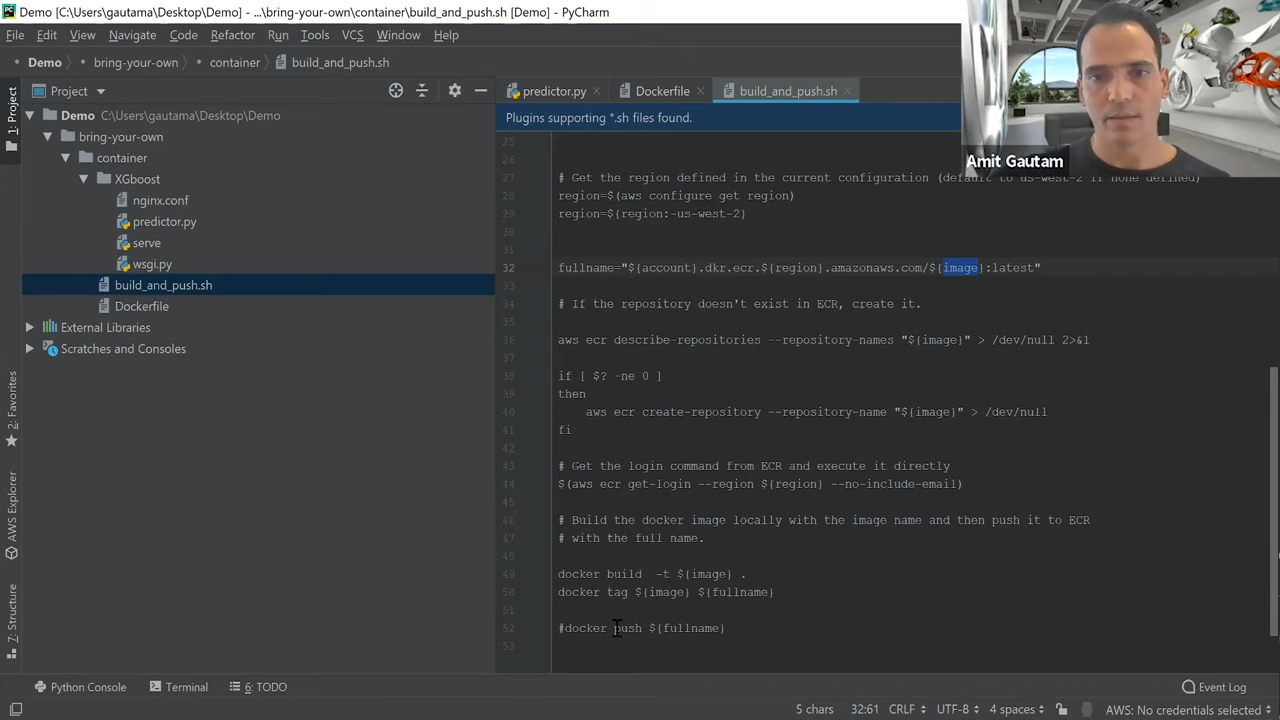 Demo [C:\Users\gautama\Desktop\Demo] - ...\bring-your-own\container\build_and_push.sh [Demo] - PyCharm
File Edit View Navigate Code Refactor Run Tools VCS Window Help
Demo bring-your-own container build_and_push.sh
Project
predictor.py Dockerfile build_and_push.sh
Plugins supporting *.sh files found.
1: Project
2: Favorites
AWS Explorer
7: Structure
Demo C:\Users\gautama\Desktop\Demo
bring-your-own
container
XGboost
nginx.conf
predictor.py
serve
wsgi.py
build_and_push.sh
Dockerfile
External Libraries
Scratches and Consoles
Amit Gautam
25
26
27 # Get the region defined in the current configuration (default to us-west-2 if none defined)
28 region=$(aws configure get region)
29 region=${region:-us-west-2}
30
31
32 fullname="${account}.dkr.ecr.${region}.amazonaws.com/${image}:latest"
33
34 # If the repository doesn't exist in ECR, create it.
35
36 aws ecr describe-repositories --repository-names "${image}" > /dev/null 2>&1
37
38 if [ $? -ne 0 ]
39 then
40 aws ecr create-repository --repository-name "${image}" > /dev/null
41 fi
42
43 # Get the login command from ECR and execute it directly
44 $(aws ecr get-login --region ${region} --no-include-email)
45
46 # Build the docker image locally with the image name and then push it to ECR
47 # with the full name.
48
49 docker build -t ${image} .
50 docker tag ${image} ${fullname}
51
52 #docker push ${fullname}
53
Python Console Terminal 6: TODO Event Log
5 chars 32:61 CRLF UTF-8 4 spaces AWS: No credentials selected